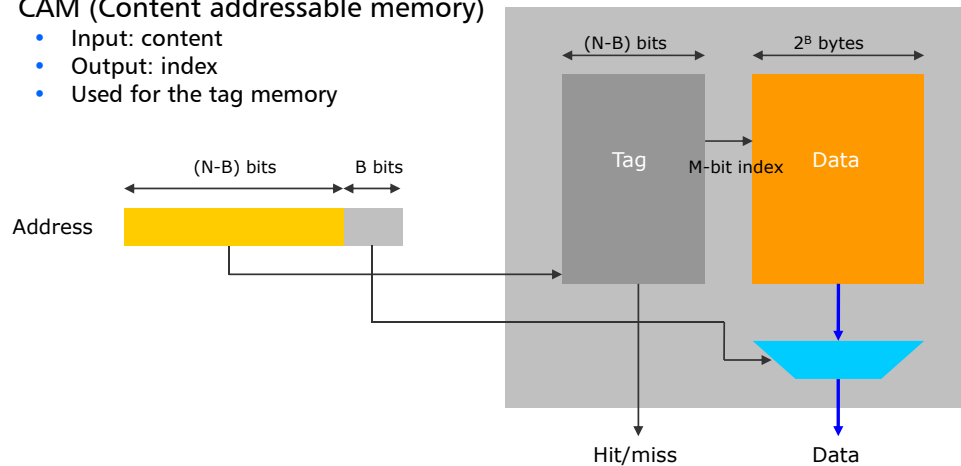 CAM (Content addressable memory)
• Input: content
• Output: index
• Used for the tag memory
(N-B) bits
2ᴮ bytes
(N-B) bits
B bits
Tag
M-bit index
Data
Address
Hit/miss
Data